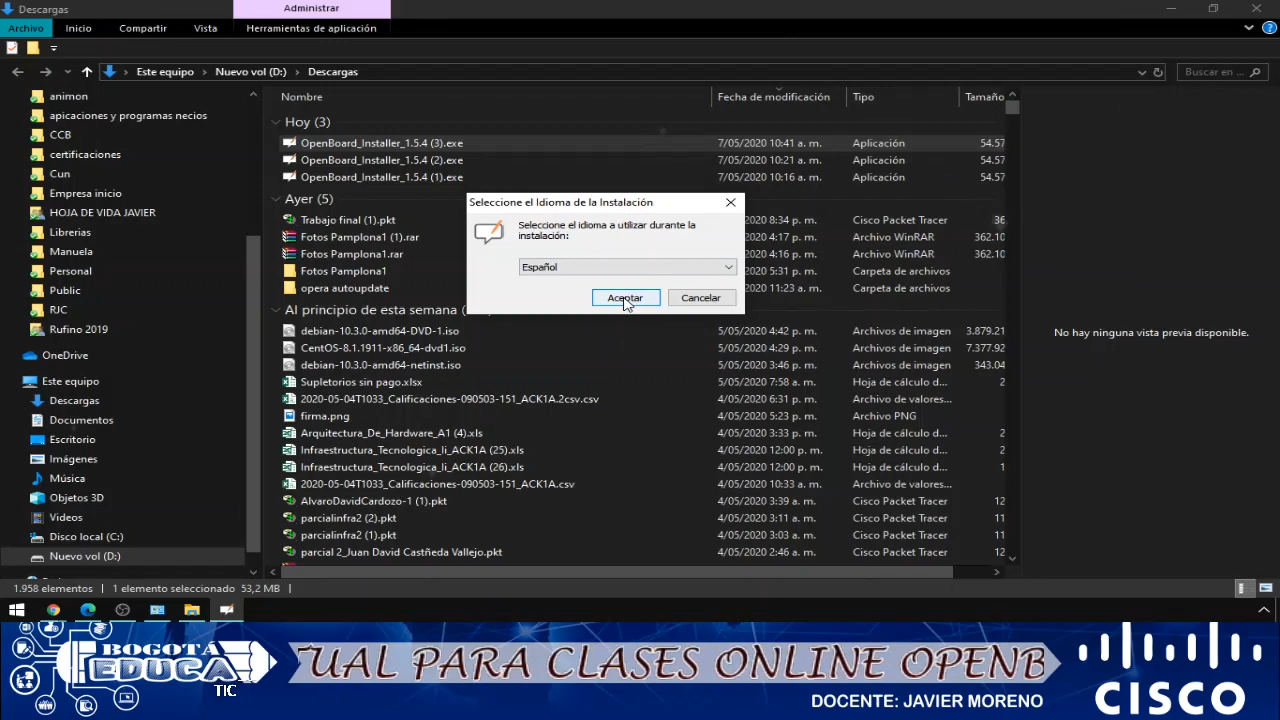 Descargas
Administrar
Archivo
Inicio
Compartir
Vista
Herramientas de aplicación
Este equipo
Nuevo vol (D:)
Descargas
Buscar en ...
animon
apicaciones y programas necios
CCB
certificaciones
Cun
Empresa inicio
HOJA DE VIDA JAVIER
Librerias
Manuela
Personal
Public
RJC
Rufino 2019
OneDrive
Este equipo
Descargas
Documentos
Escritorio
Imágenes
Música
Objetos 3D
Videos
Disco local (C:)
Nuevo vol (D:)
Nombre Fecha de modificación Tipo Tamaño
Hoy (3)
OpenBoard_Installer_1.5.4 (3).exe 7/05/2020 10:41 a. m. Aplicación 54.57
OpenBoard_Installer_1.5.4 (2).exe 7/05/2020 10:21 a. m. Aplicación 54.57
OpenBoard_Installer_1.5.4 (1).exe 7/05/2020 10:16 a. m. Aplicación 54.57
Ayer (5)
Trabajo final (1).pkt 8:34 p. m. Cisco Packet Tracer 36
Fotos Pamplona1 (1).rar 4:17 p. m. Archivo WinRAR 362.10
Fotos Pamplona1.rar 4:16 p. m. Archivo WinRAR 362.10
Fotos Pamplona1 5:31 p. m. Carpeta de archivos
opera autoupdate 11:23 a. m. Carpeta de archivos
Al principio de esta semana
debian-10.3.0-amd64-DVD-1.iso 5/05/2020 4:42 p. m. Archivos de imagen 3.879.21
CentOS-8.1.1911-x86_64-dvd1.iso 5/05/2020 4:29 p. m. Archivos de imagen 7.377.92
debian-10.3.0-amd64-netinst.iso 5/05/2020 3:46 p. m. Archivos de imagen 343.04
Supletorios sin pago.xlsx 5/05/2020 7:58 a. m. Hoja de cálculo d... 2
2020-05-04T1033_Calificaciones-090503-151_ACK1A.2csv.csv 4/05/2020 6:31 p. m. Archivo de valores...
firma.png 4/05/2020 5:23 p. m. Archivo PNG
Arquitectura_De_Hardware_A1 (4).xls 4/05/2020 3:33 p. m. Hoja de cálculo d... 2
Infraestructura_Tecnologica_Ii_ACK1A (25).xls 4/05/2020 12:00 p. m. Hoja de cálculo d... 2
Infraestructura_Tecnologica_Ii_ACK1A (26).xls 4/05/2020 12:00 p. m. Hoja de cálculo d... 1
2020-05-04T1033_Calificaciones-090503-151_ACK1A.csv 4/05/2020 10:33 a. m. Archivo de valores...
AlvaroDavidCardozo-1 (1).pkt 4/05/2020 3:39 a. m. Cisco Packet Tracer
parcialinfra2 (2).pkt 4/05/2020 3:11 a. m. Cisco Packet Tracer 11
parcialinfra2 (1).pkt 4/05/2020 3:03 a. m. Cisco Packet Tracer 11
parcial 2_Juan David Castñeda Vallejo.pkt 4/05/2020 2:46 a. m. Cisco Packet Tracer 11
Seleccione el Idioma de la Instalación
Seleccione el idioma a utilizar durante la
instalación:
Español
Aceptar
Cancelar
No hay ninguna vista previa disponible.
1.958 elementos
1 elemento seleccionado 53,2 MB
BOGOTA
EDUCA
TIC
TUAL PARA CLASES ONLINE OPENB
DOCENTE: JAVIER MORENO
CISCO